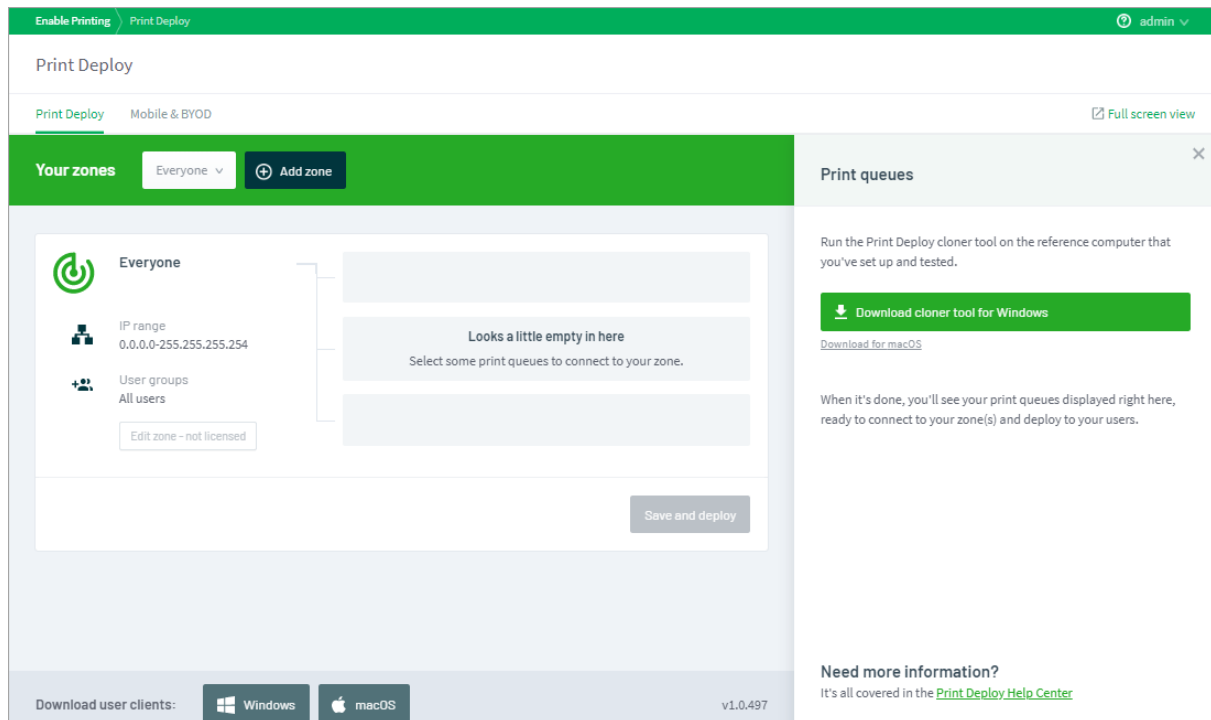 Enable Printing Print Deploy admin
Print Deploy
Print Deploy Mobile & BYOD Full screen view
Your zones Everyone Add zone
Everyone
IP range
0.0.0.0-255.255.255.254
User groups
All users
Edit zone - not licensed
Looks a little empty in here
Select some print queues to connect to your zone.
Save and deploy
Download user clients: Windows macOS v1.0.497
Print queues
Run the Print Deploy cloner tool on the reference computer that
you've set up and tested.
Download cloner tool for Windows
Download for macOS
When it's done, you'll see your print queues displayed right here,
ready to connect to your zone(s) and deploy to your users.
Need more information?
It's all covered in the Print Deploy Help Center